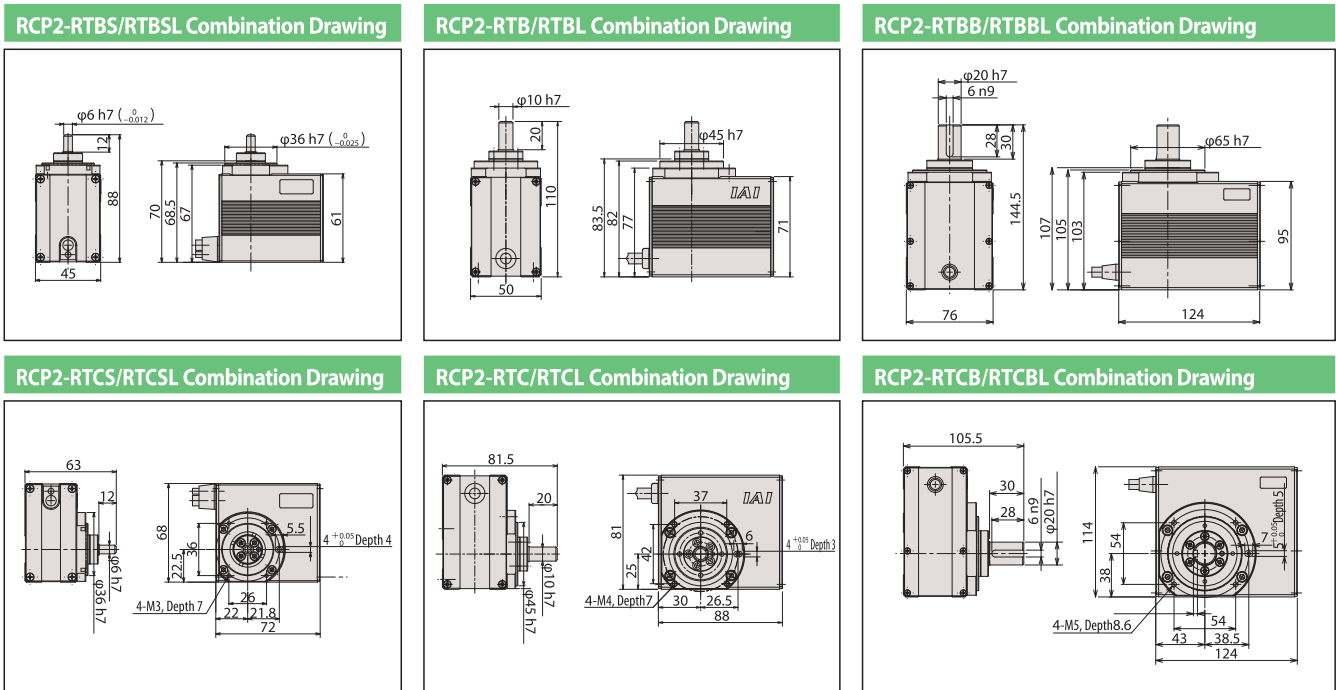 RCP2-RTBS/RTBSL Combination Drawing
φ6 h7 ( 0 -0.012 )
12
88
45
φ36 h7 ( 0 -0.025 )
70
68.5
67
61
RCP2-RTB/RTBL Combination Drawing
φ10 h7
20
110
50
φ45 h7
IAI
83.5
82
77
71
RCP2-RTBB/RTBBL Combination Drawing
φ20 h7
6 n9
28
30
144.5
76
φ65 h7
107
105
103
95
124
RCP2-RTCS/RTCSL Combination Drawing
63
12
φ6 h7
φ36 h7
68
22.5
36
5.5
4 +0.05 0 Depth 4
4-M3, Depth 7
26
22
21.8
72
RCP2-RTC/RTCL Combination Drawing
81.5
20
φ10 h7
φ45 h7
37
IAI
81
42
25
6
4 +0.05 0 Depth 3
4-M4, Depth7
30
26.5
88
RCP2-RTCB/RTCBL Combination Drawing
105.5
30
28
6 n9
φ20 h7
114
54
38
7
5 +0.05 0 Depth 5
4-M5, Depth8.6
54
43
38.5
124